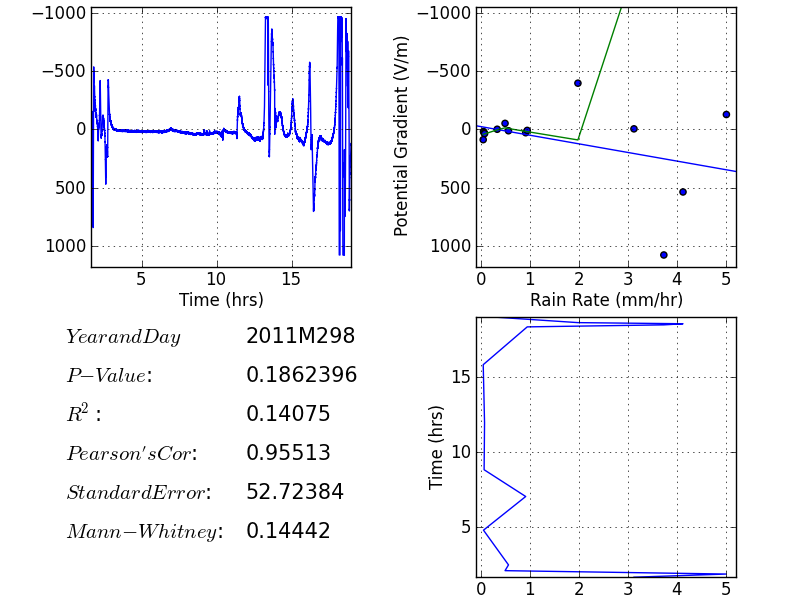 −1000
−500
0
500
1000
5 10 15
Time (hrs)
Potential Gradient (V/m)
−1000
−500
0
500
1000
0 1 2 3 4 5
Rain Rate (mm/hr)
YearandDay 2011M298
P−Value: 0.1862396
R²: 0.14075
Pearson'sCor: 0.95513
StandardError: 52.72384
Mann−Whitney: 0.14442
Time (hrs)
15
10
5
0 1 2 3 4 5